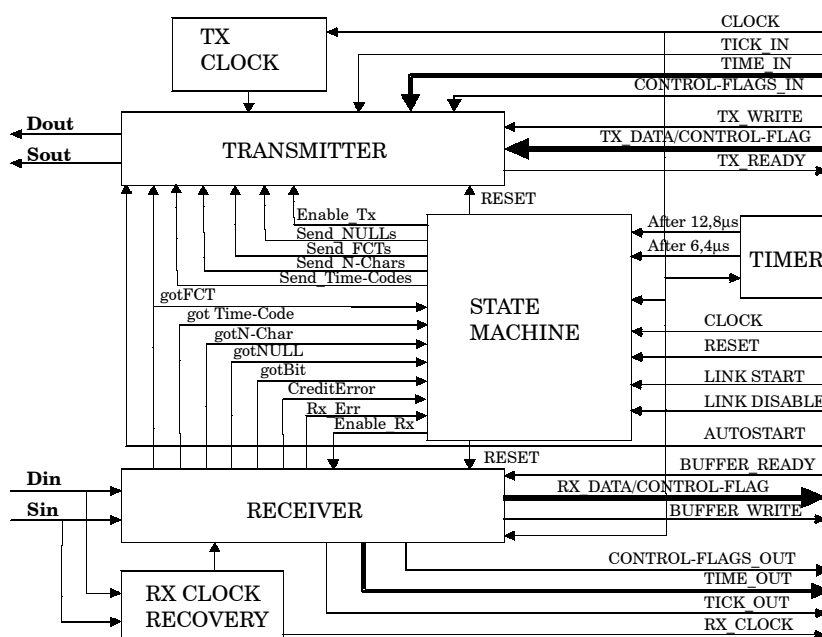 CLOCK
TX
CLOCK
TICK_IN
TIME_IN
CONTROL-FLAGS_IN
Dout
TX_WRITE
TRANSMITTER
TX_DATA/CONTROL-FLAG
Sout
TX_READY
RESET
Enable_Tx
After 12,8µs
Send_NULLs
Send_FCTs
After 6,4µs
TIMER
Send_N-Chars
Send_Time-Codes
gotFCT
STATE
MACHINE
got Time-Code
CLOCK
gotN-Char
RESET
gotNULL
gotBit
LINK START
CreditError
LINK DISABLE
Rx_Err
Enable_Rx
AUTOSTART
RESET
BUFFER_READY
Din
RX_DATA/CONTROL-FLAG
Sin
RECEIVER
BUFFER_WRITE
CONTROL-FLAGS_OUT
RX CLOCK
RECOVERY
TIME_OUT
TICK_OUT
RX_CLOCK